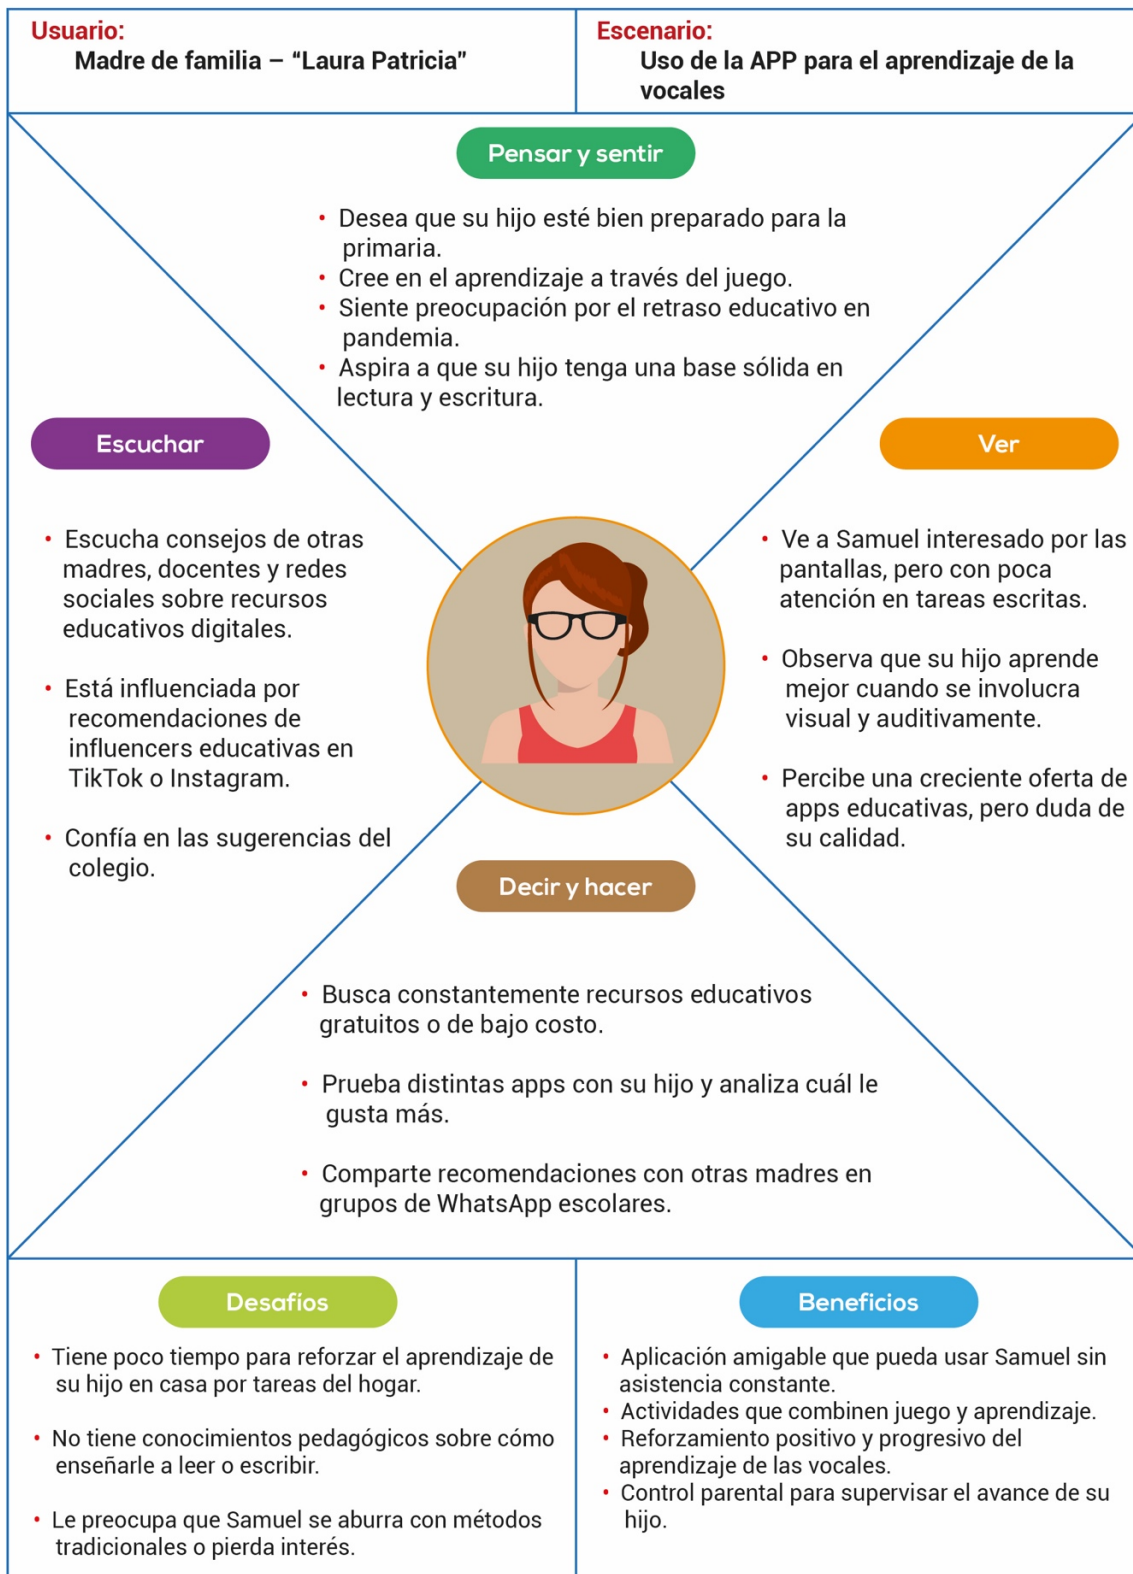 Usuario:
Madre de familia – “Laura Patricia”
Escenario:
Uso de la APP para el aprendizaje de la
vocales
Pensar y sentir
• Desea que su hijo esté bien preparado para la
primaria.
• Cree en el aprendizaje a través del juego.
• Siente preocupación por el retraso educativo en
pandemia.
• Aspira a que su hijo tenga una base sólida en
lectura y escritura.
Escuchar
• Escucha consejos de otras
madres, docentes y redes
sociales sobre recursos
educativos digitales.
• Está influenciada por
recomendaciones de
influencers educativas en
TikTok o Instagram.
• Confía en las sugerencias del
colegio.
Ver
• Ve a Samuel interesado por las
pantallas, pero con poca
atención en tareas escritas.
• Observa que su hijo aprende
mejor cuando se involucra
visual y auditivamente.
• Percibe una creciente oferta de
apps educativas, pero duda de
su calidad.
Decir y hacer
• Busca constantemente recursos educativos
gratuitos o de bajo costo.
• Prueba distintas apps con su hijo y analiza cuál le
gusta más.
• Comparte recomendaciones con otras madres en
grupos de WhatsApp escolares.
Desafíos
• Tiene poco tiempo para reforzar el aprendizaje de
su hijo en casa por tareas del hogar.
• No tiene conocimientos pedagógicos sobre cómo
enseñarle a leer o escribir.
• Le preocupa que Samuel se aburra con métodos
tradicionales o pierda interés.
Beneficios
• Aplicación amigable que pueda usar Samuel sin
asistencia constante.
• Actividades que combinen juego y aprendizaje.
• Reforzamiento positivo y progresivo del
aprendizaje de las vocales.
• Control parental para supervisar el avance de su
hijo.